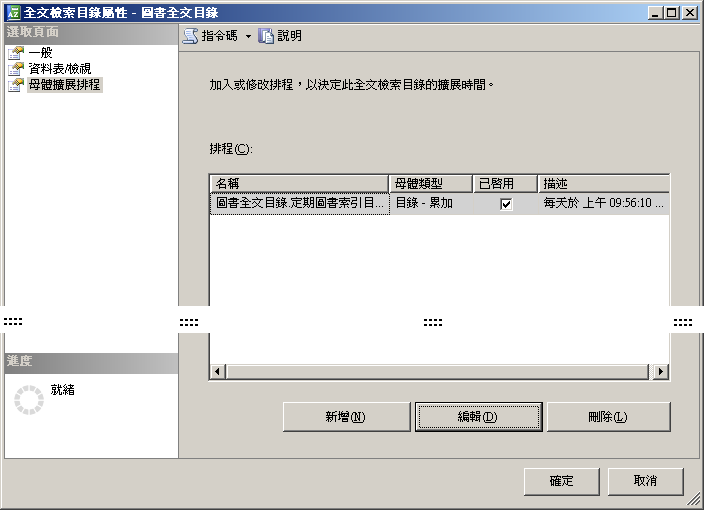 全文檢索目錄屬性 - 圖書全文目錄
選取頁面
一般
資料表/檢視
母體擴展排程
指令碼 說明
加入或修改排程，以決定此全文檢索目錄的擴展時間。
排程(C):
名稱 母體類型 已啟用 描述
圖書全文目錄.定期圖書索引目... 目錄 - 累加 每天於 上午 09:56:10 ...
進度
就緒
新增(N) 編輯(D) 刪除(L)
確定 取消